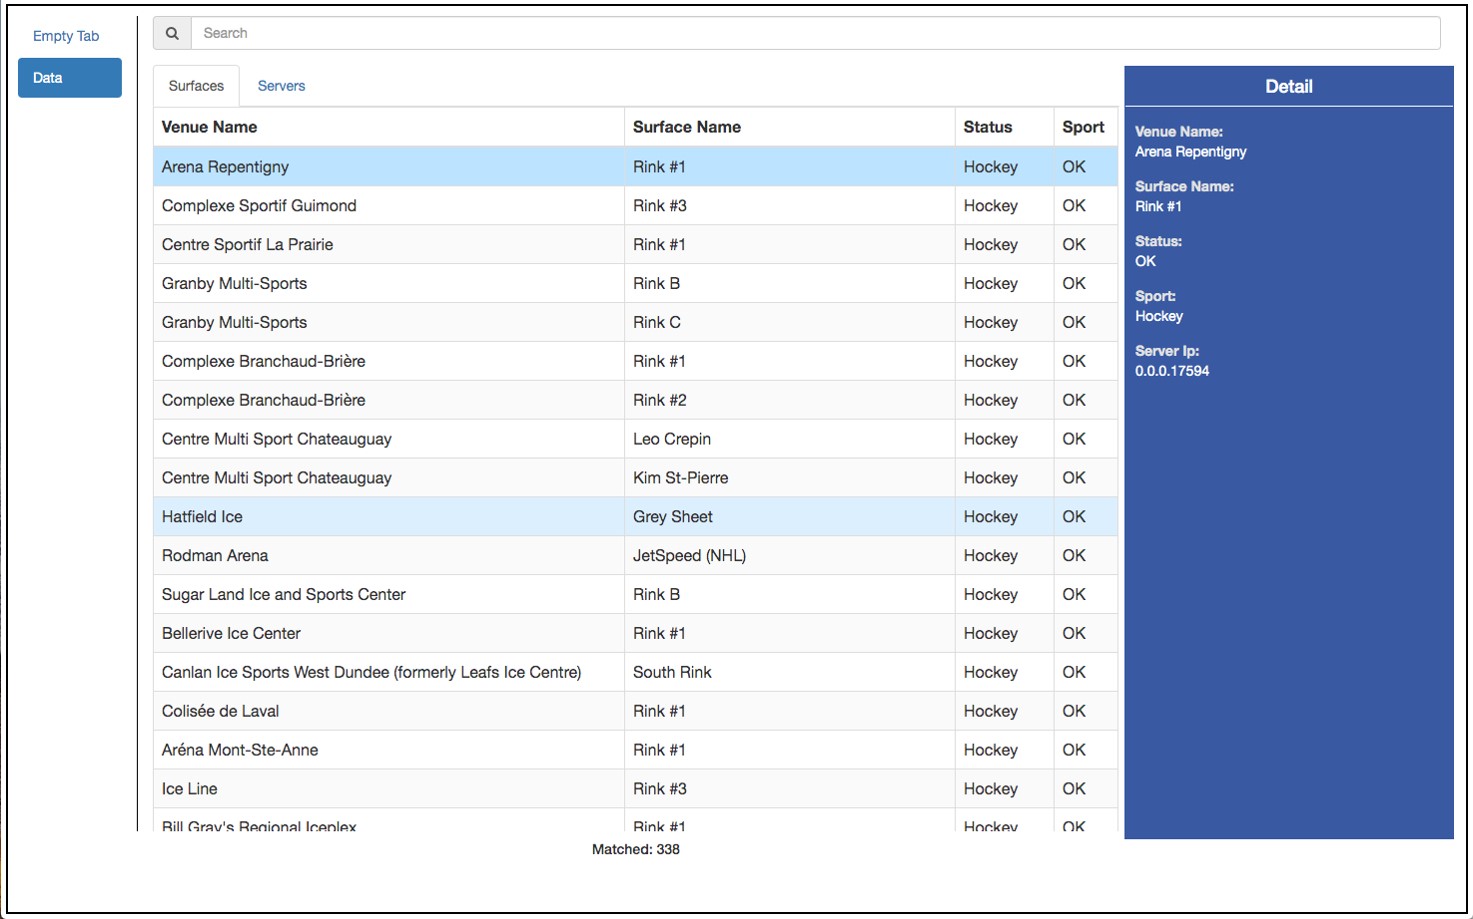 Empty Tab
Data
Search
Surfaces Servers
Venue Name Surface Name Status Sport
Arena Repentigny Rink #1 Hockey OK
Complexe Sportif Guimond Rink #3 Hockey OK
Centre Sportif La Prairie Rink #1 Hockey OK
Granby Multi-Sports Rink B Hockey OK
Granby Multi-Sports Rink C Hockey OK
Complexe Branchaud-Brière Rink #1 Hockey OK
Complexe Branchaud-Brière Rink #2 Hockey OK
Centre Multi Sport Chateauguay Leo Crepin Hockey OK
Centre Multi Sport Chateauguay Kim St-Pierre Hockey OK
Hatfield Ice Grey Sheet Hockey OK
Rodman Arena JetSpeed (NHL) Hockey OK
Sugar Land Ice and Sports Center Rink B Hockey OK
Bellerive Ice Center Rink #1 Hockey OK
Canlan Ice Sports West Dundee (formerly Leafs Ice Centre) South Rink Hockey OK
Colisée de Laval Rink #1 Hockey OK
Aréna Mont-Ste-Anne Rink #1 Hockey OK
Ice Line Rink #3 Hockey OK
Bill Gray's Regional Iceplex Rink #1 Hockey OK
Matched: 338
Detail
Venue Name:
Arena Repentigny
Surface Name:
Rink #1
Status:
OK
Sport:
Hockey
Server Ip:
0.0.0.17594